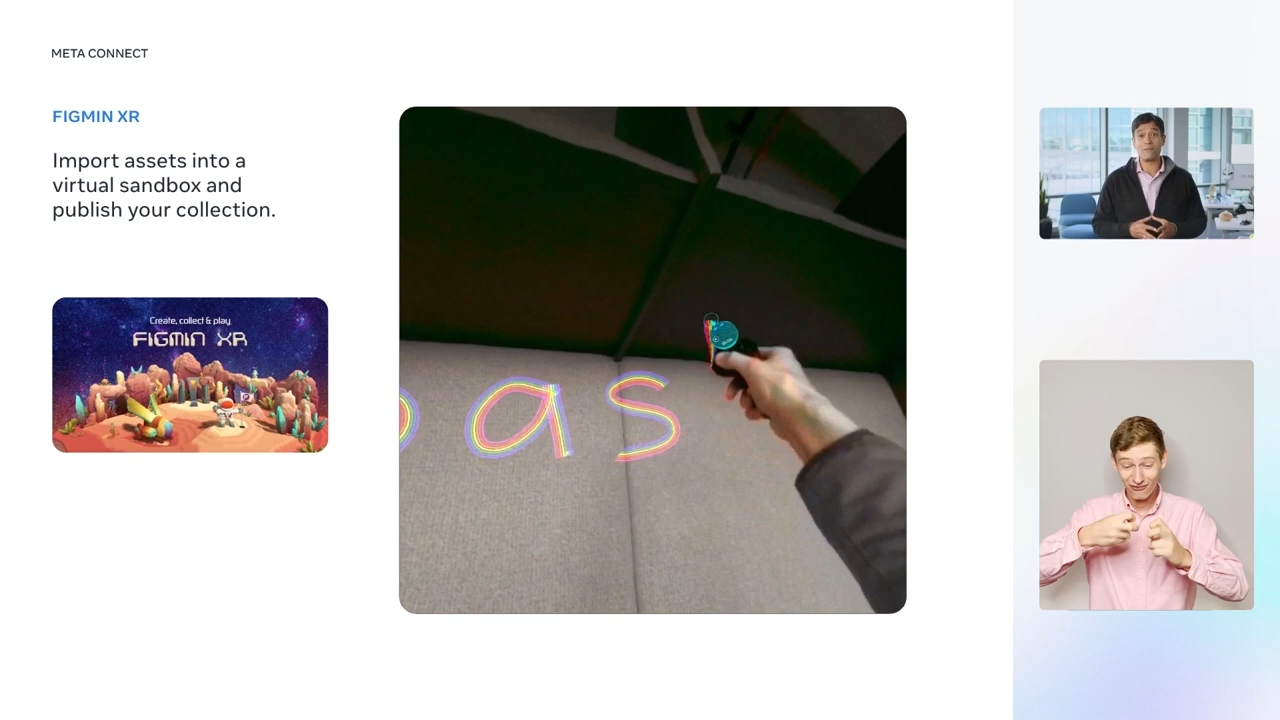 META CONNECT
FIGMIN XR
Import assets into a
virtual sandbox and
publish your collection.
Create, collect & play
FIGMIN XR
as